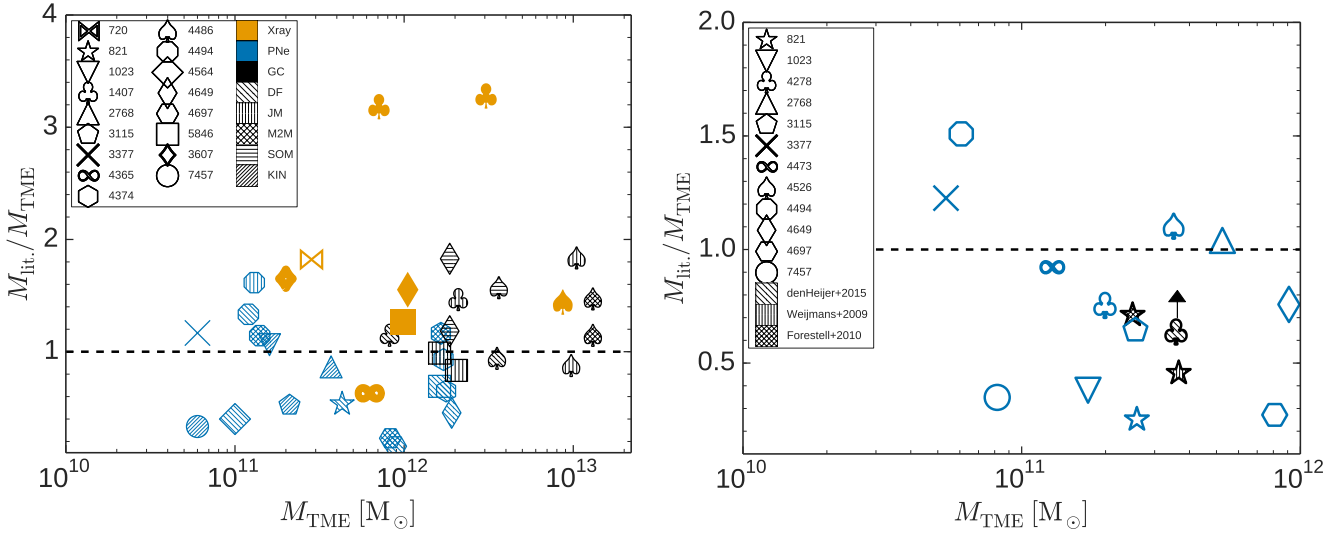 4
3
2
1
10^10
10^11
10^12
10^13
M_lit./M_TME
M_TME [M_⊙]
720
821
1023
1407
2768
3115
3377
4365
4374
4486
4494
4564
4649
4697
5846
3607
7457
Xray
PNe
GC
DF
JM
M2M
SOM
KIN
2.0
1.5
1.0
0.5
10^10
10^11
10^12
M_lit./M_TME
M_TME [M_⊙]
821
1023
4278
2768
3115
3377
4473
4526
4494
4649
4697
7457
denHeijer+2015
Weijmans+2009
Forestell+2010